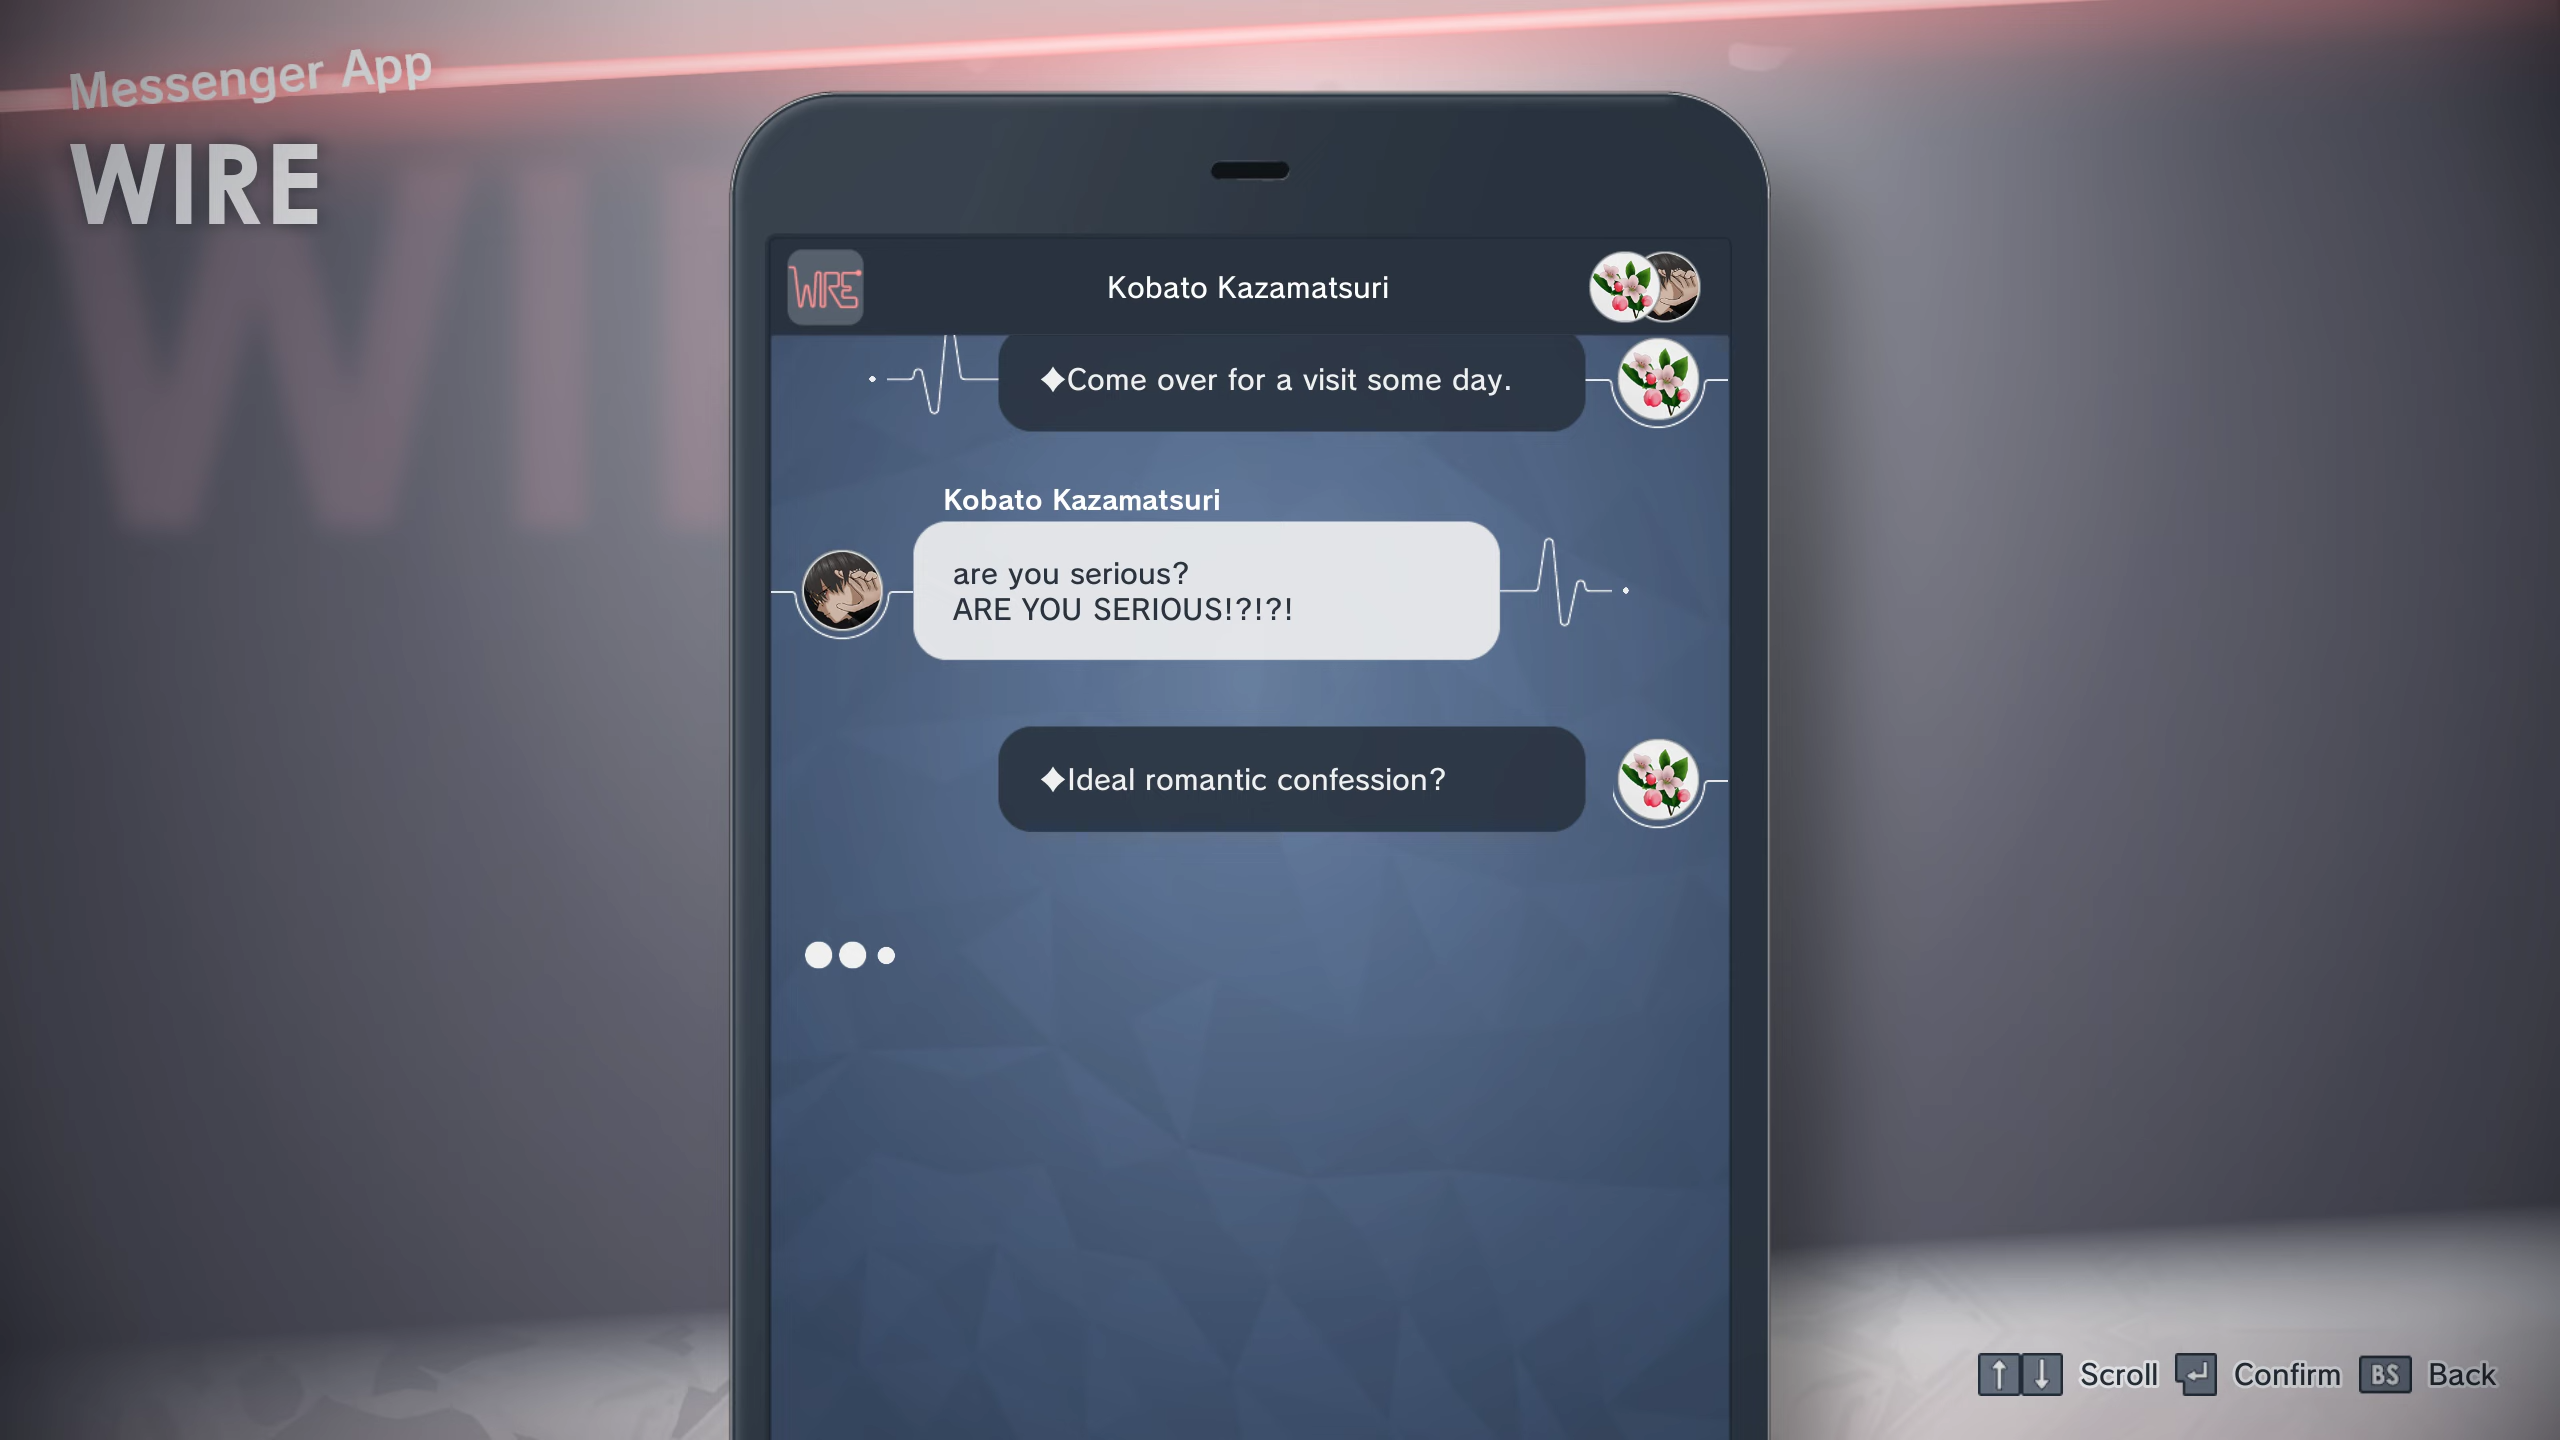 Messenger App
WIRE
WIRE
Kobato Kazamatsuri
✦Come over for a visit some day.
Kobato Kazamatsuri
are you serious?
ARE YOU SERIOUS!?!?!
✦Ideal romantic confession?
↑ ↓ Scroll ↵ Confirm BS Back